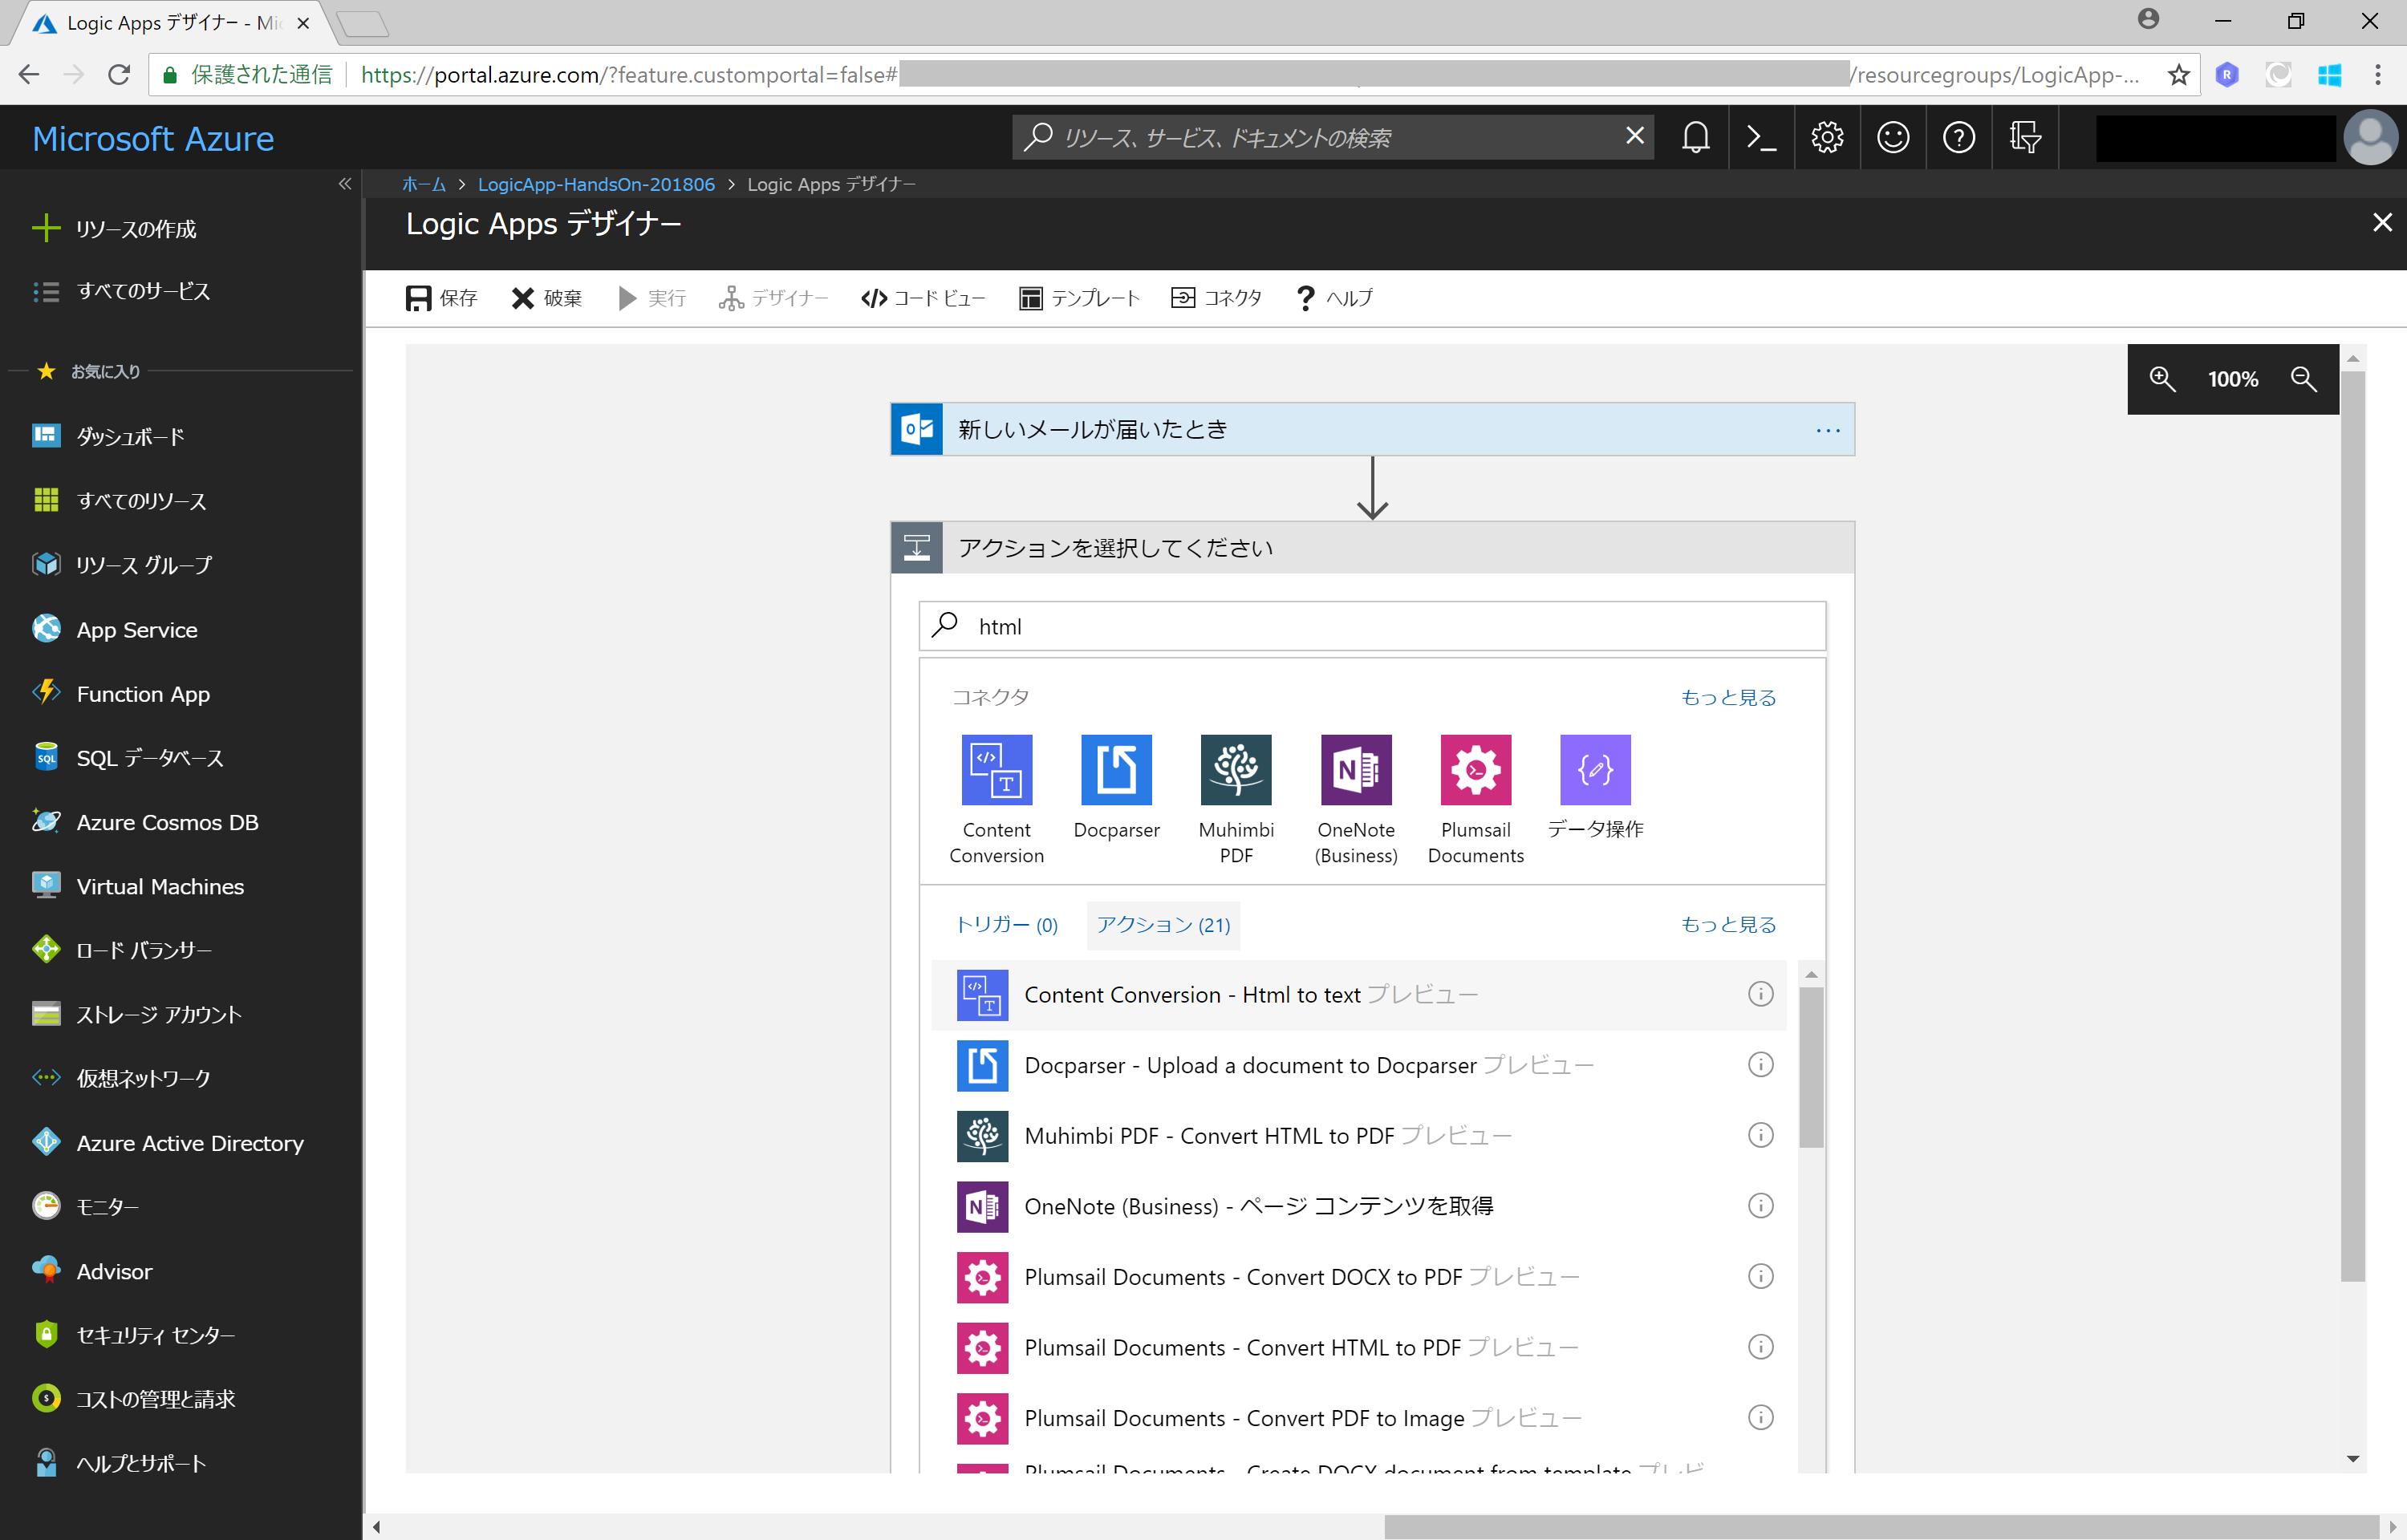 Logic Apps デザイナー - Mi
保護された通信
https://portal.azure.com/?feature.customportal=false#
/resourcegroups/LogicApp-...
Microsoft Azure
リソース、サービス、ドキュメントの検索
ホーム > LogicApp-HandsOn-201806 > Logic Apps デザイナー
Logic Apps デザイナー
リソースの作成
すべてのサービス
お気に入り
ダッシュボード
すべてのリソース
リソース グループ
App Service
Function App
SQL データベース
Azure Cosmos DB
Virtual Machines
ロード バランサー
ストレージ アカウント
仮想ネットワーク
Azure Active Directory
モニター
Advisor
セキュリティ センター
コストの管理と請求
ヘルプとサポート
保存 破棄 実行 デザイナー コード ビュー テンプレート コネクタ ヘルプ
100%
新しいメールが届いたとき ...
アクションを選択してください
html
コネクタ もっと見る
Content Conversion
Docparser
Muhimbi PDF
OneNote (Business)
Plumsail Documents
データ操作
トリガー (0) アクション (21) もっと見る
Content Conversion - Html to text プレビュー
Docparser - Upload a document to Docparser プレビュー
Muhimbi PDF - Convert HTML to PDF プレビュー
OneNote (Business) - ページ コンテンツを取得
Plumsail Documents - Convert DOCX to PDF プレビュー
Plumsail Documents - Convert HTML to PDF プレビュー
Plumsail Documents - Convert PDF to Image プレビュー
Plumsail Documents - Create DOCX document from template プレビ